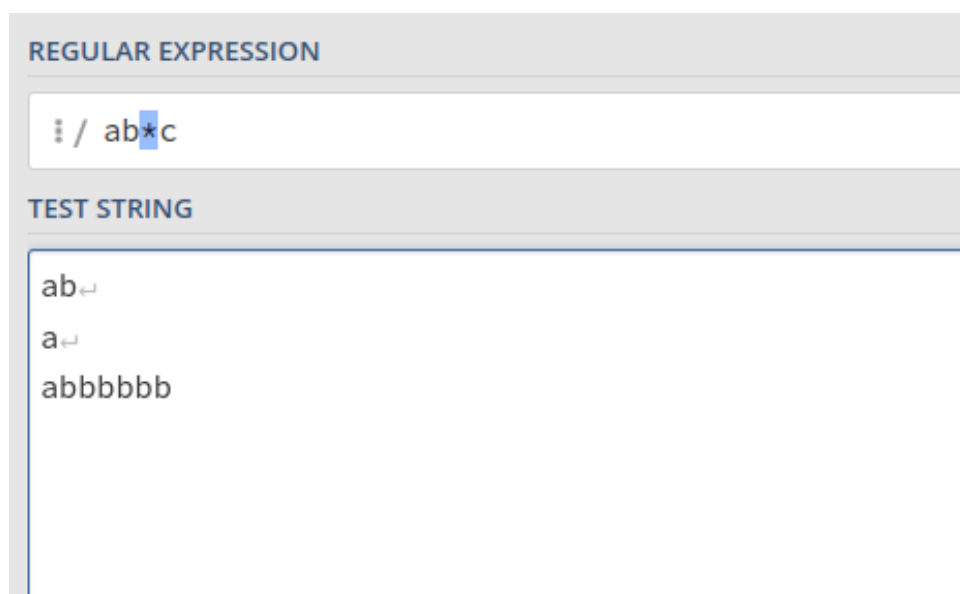 REGULAR EXPRESSION
⁝ / ab*c
TEST STRING
ab↵
a↵
abbbbbb